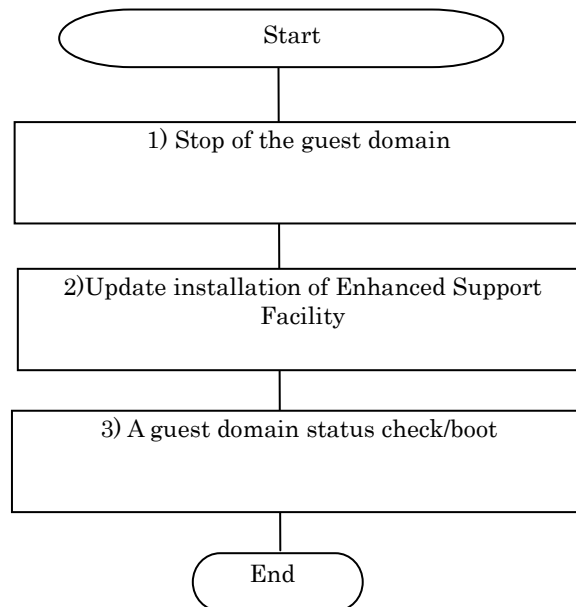 Start
1) Stop of the guest domain
2)Update installation of Enhanced Support
Facility
3) A guest domain status check/boot
End